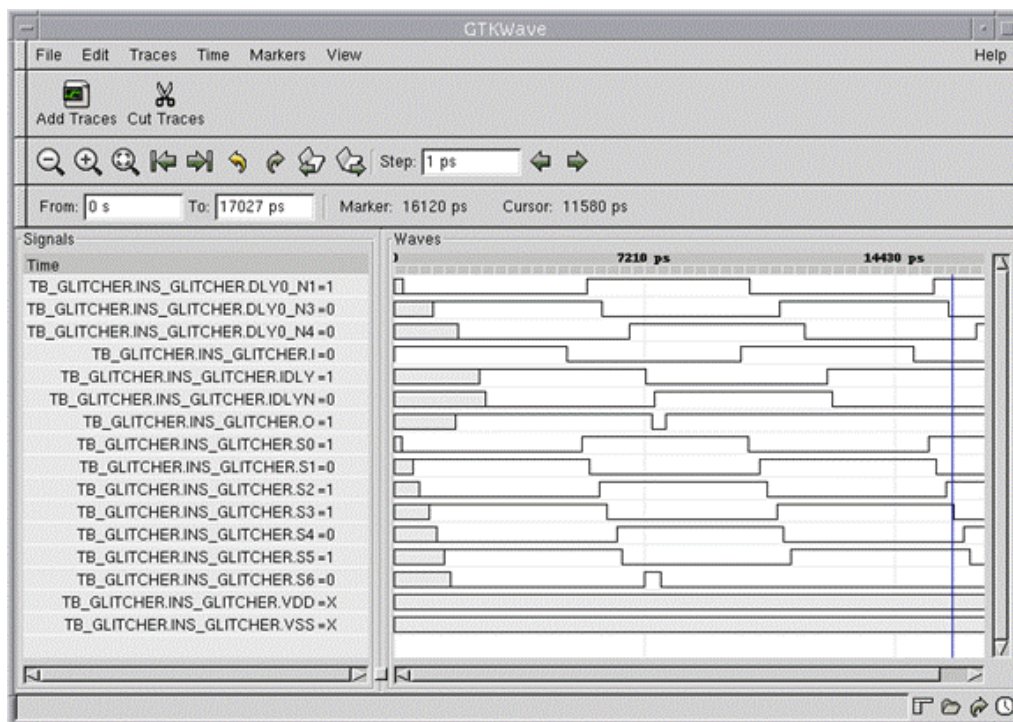 GTKWave
File Edit Traces Time Markers View Help
Add Traces Cut Traces
Step: 1 ps
From: 0 s To: 17027 ps Marker: 16120 ps Cursor: 11580 ps
Signals Waves
Time 7210 ps 14430 ps
TB_GLITCHER.INS_GLITCHER.DLY0_N1=1
TB_GLITCHER.INS_GLITCHER.DLY0_N3=0
TB_GLITCHER.INS_GLITCHER.DLY0_N4=0
TB_GLITCHER.INS_GLITCHER.I=0
TB_GLITCHER.INS_GLITCHER.IDLY=1
TB_GLITCHER.INS_GLITCHER.IDLYN=0
TB_GLITCHER.INS_GLITCHER.O=1
TB_GLITCHER.INS_GLITCHER.S0=1
TB_GLITCHER.INS_GLITCHER.S1=0
TB_GLITCHER.INS_GLITCHER.S2=1
TB_GLITCHER.INS_GLITCHER.S3=1
TB_GLITCHER.INS_GLITCHER.S4=0
TB_GLITCHER.INS_GLITCHER.S5=1
TB_GLITCHER.INS_GLITCHER.S6=0
TB_GLITCHER.INS_GLITCHER.VDD=X
TB_GLITCHER.INS_GLITCHER.VSS=X